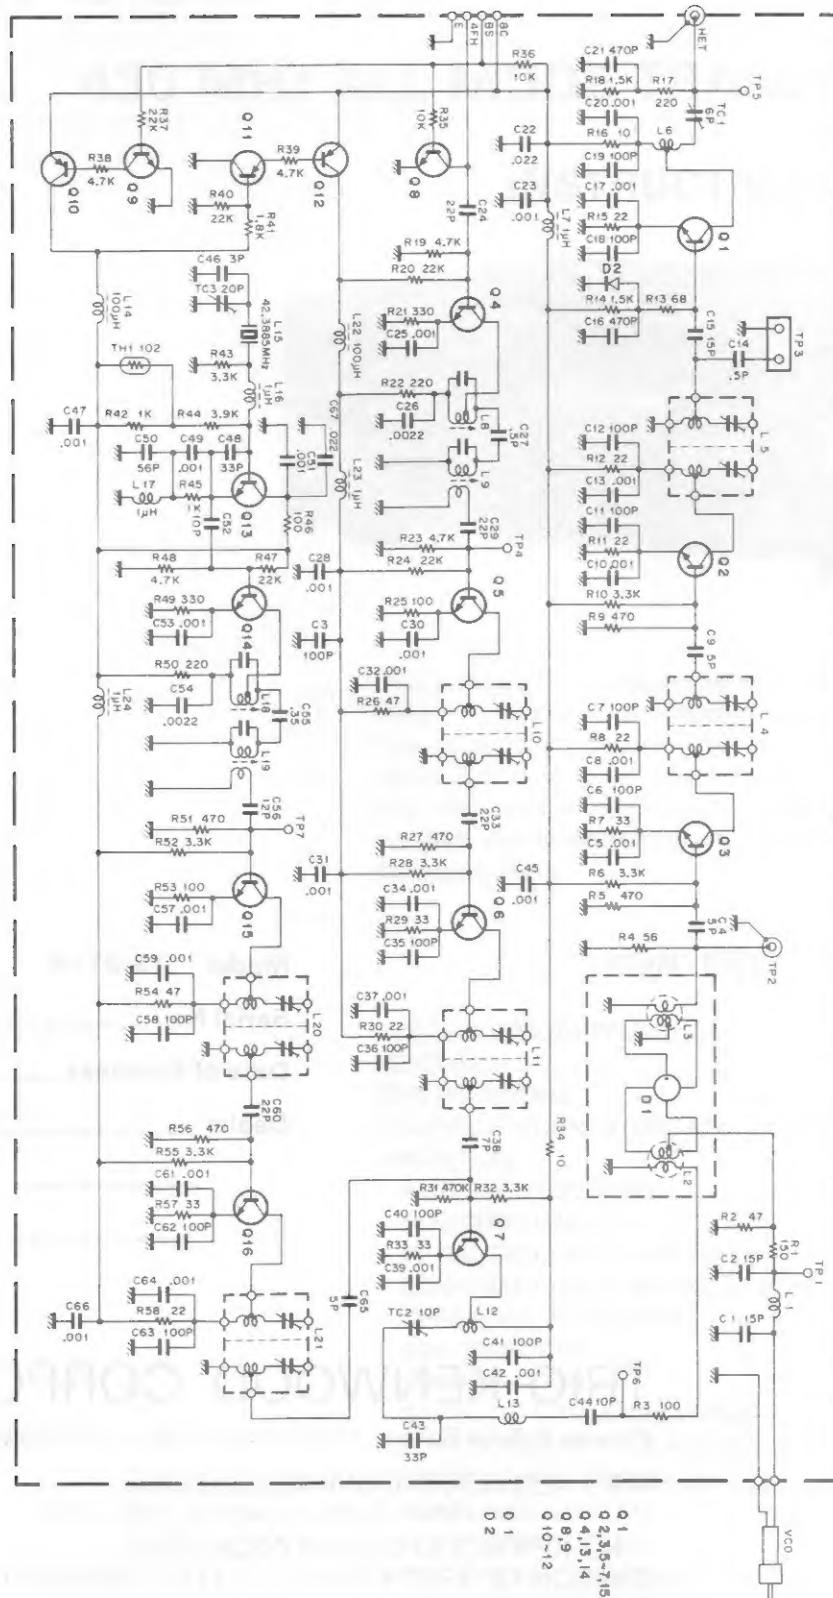 E
4FH
8S
8C
HET
R36
10K
C21 470P
R18 1.5K
R17
220
C20 .001
TP5
TC1
6P
R37
22K
Q11
R35
10K
C22
.022
R16 10
L6
C19 100P
R38
4.7K
R39
4.7K
C23
.001
C17 .001
R15 22
Q10
Q9
Q12
Q8
C24
22P
C18 100P
Q1
R40
22K
R41
1.8K
L7 1μH
R19 4.7K
D2
C46 3P
R20 22K
R14 1.5K
R13 68
TC3 20P
Q4
C16 470P
C15
15P
TP3
L14
100μH
R21 330
C25 .001
C14
.5P
L15
42.3885MHz
L22
100μH
TH1 102
R43
3.3K
R22 220
L8
L16
1μH
C26
.0022
C27
.5P
C12 100P
L5
C47
.001
R42 1K
R44 3.9K
C67
.022
R12 22
C50
56P
C49
.001
C48
33P
C51
.001
L9
C13 .001
L17
1μH
R45
1K
L23
1μH
C11 100P
Q13
C52
10P
R46
100
C29
22P
R11 22
Q2
R23 4.7K
TP4
C10 .001
R48
4.7K
R47
22K
C28
.001
R24 22K
R10 3.3K
R49 330
R25 100
Q5
R9 470
C53 .001
Q14
C3
100P
C30
.001
C9
5P
R50 220
C32 .001
C54
.0022
L18
C55
.35
R26 47
L10
C7 100P
L4
L24
1μH
R8 22
L19
C8 .001
C56
12P
C33
22P
C6 100P
R51 470
TP7
R27 470
R7 33
Q3
R52 3.3K
C31
.001
R28 3.3K
C45
.001
C5 .001
R6 3.3K
R53 100
C34 .001
R5 470
C57 .001
Q15
R29 33
Q6
C4
5P
C35 100P
R4 56
TP2
C59 .001
C37 .001
R54 47
L20
R30 22
L11
L3
C58 100P
C36 100P
D1
C60
22P
C38
7P
R34
10
L2
R56 470
R31 470K
R32 3.3K
R55 3.3K
C61 .001
C40 100P
R2 47
R1
150
R57 33
R33 33
Q7
C62 100P
Q16
C39 .001
C2 15P
TP1
C64 .001
C65
5P
TC2 10P
L12
L1
C66
.001
R58 22
L21
C1 15P
C63 100P
C41 100P
C42 .001
TP6
L13
C44 10P
R3 100
C43
33P
Q1
Q2,3,5~7,15
Q4,13,14
Q8,9
Q10~12
D1
D2
VCO